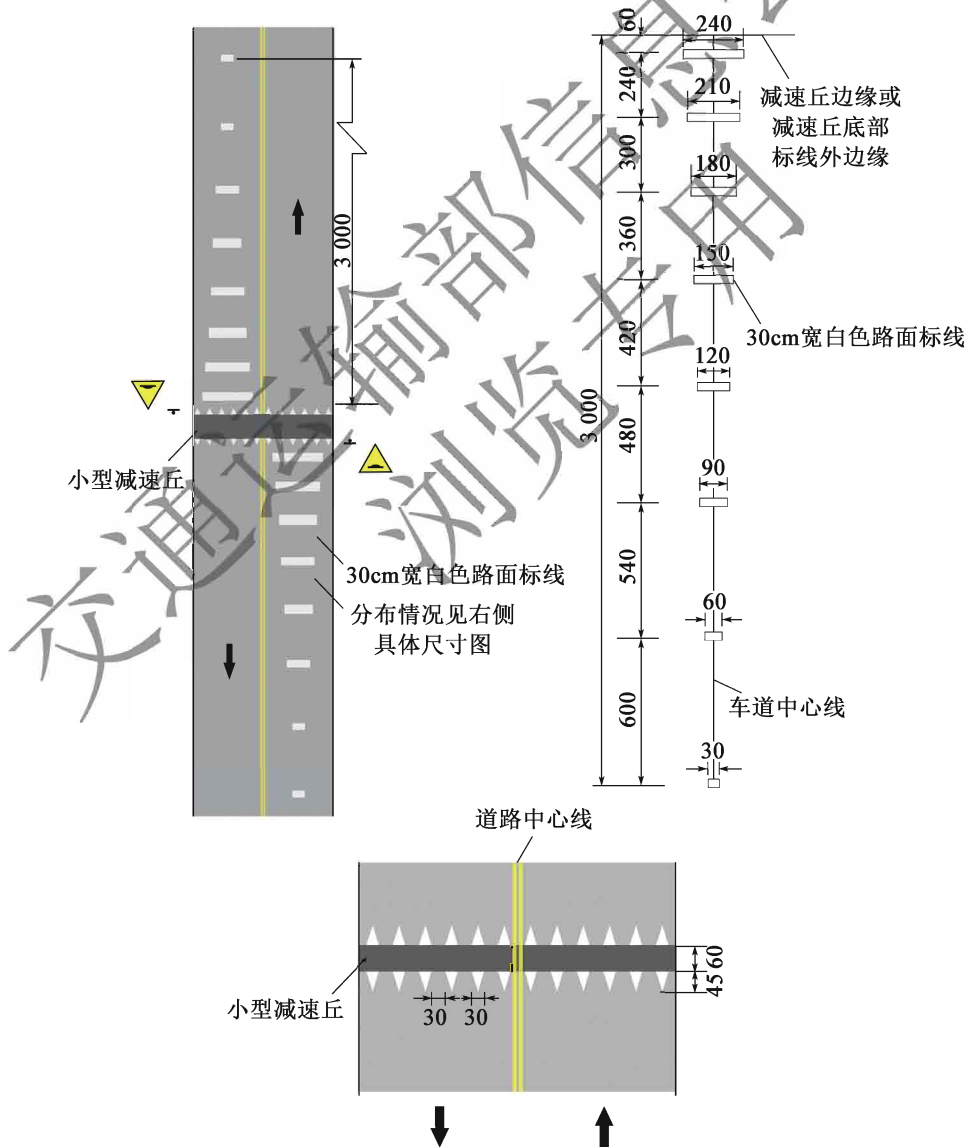 3 000
小型减速丘
30cm宽白色路面标线
分布情况见右侧
具体尺寸图
60
240
300
360
420
480
540
600
3 000
240
210
180
150
120
90
60
30
减速丘边缘或
减速丘底部
标线外边缘
30cm宽白色路面标线
车道中心线
道路中心线
小型减速丘
30
30
60
45
交通运输部信息
浏览专用